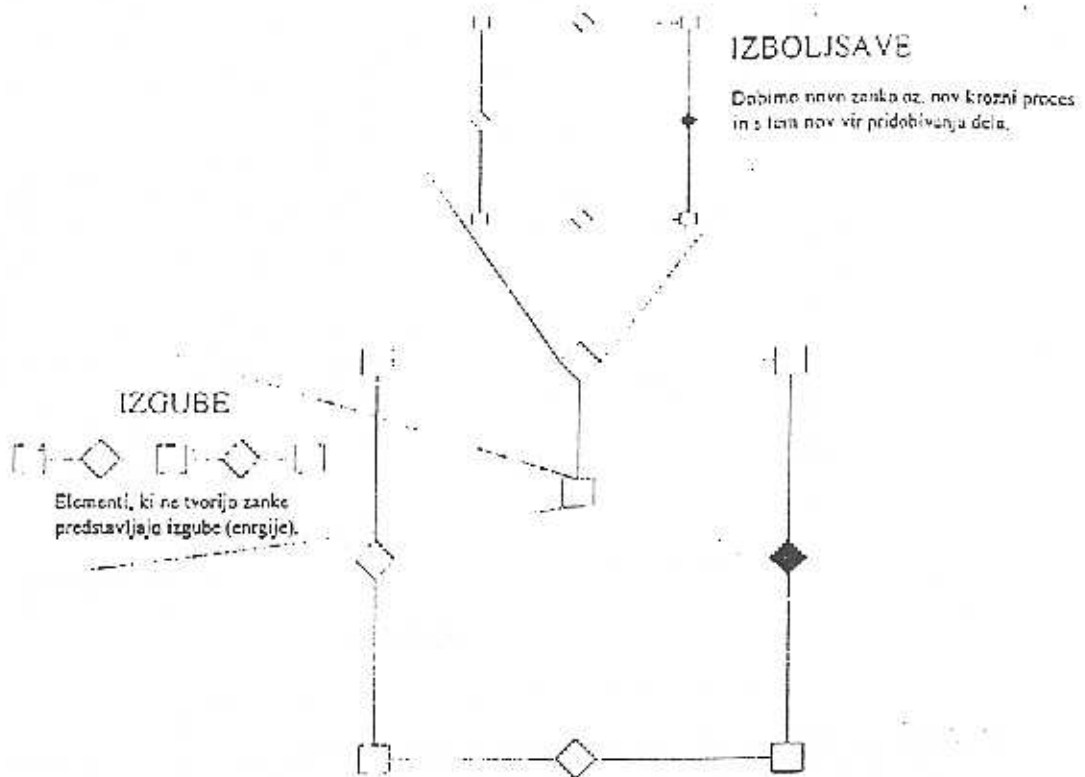 IZBOLJSAVE
Dobimo novo zanko oz. nov krozni proces
in s tem nov vir pridobivanja dela.
IZGUBE
Elementi, ki ne tvorijo zanke
predstavljajo izgube (enrgije).